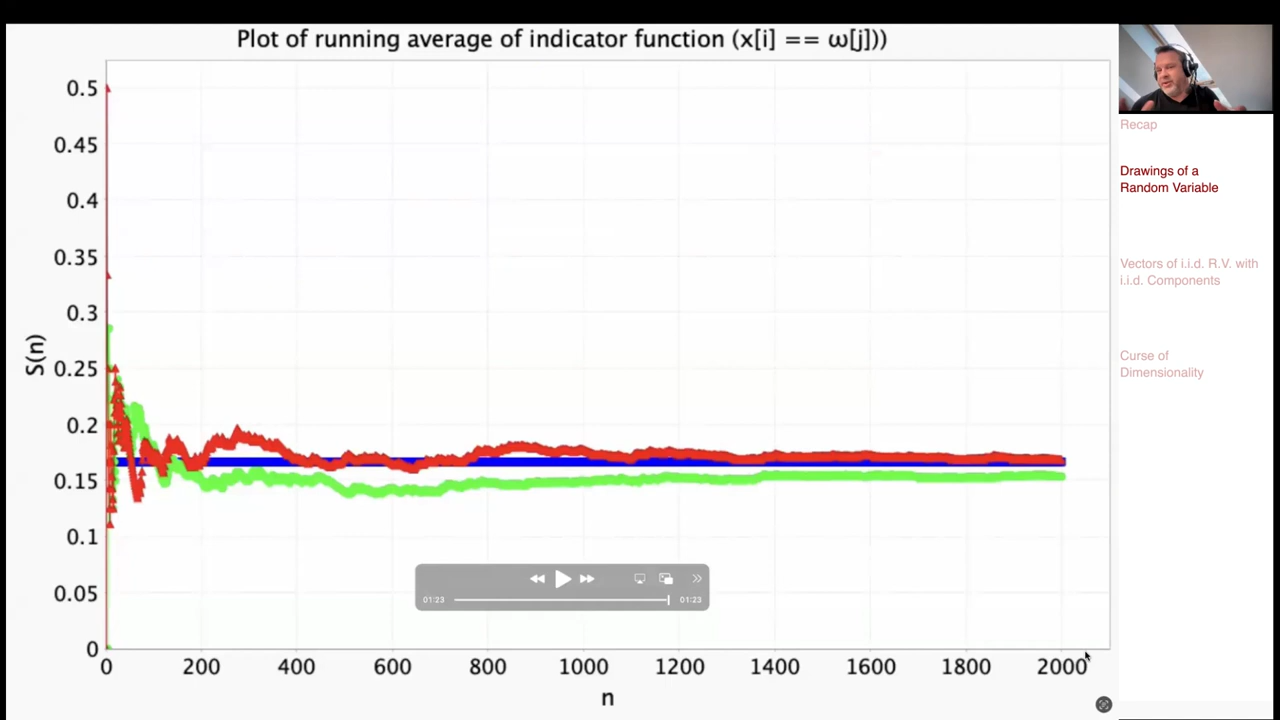 Plot of running average of indicator function (x[i] == ω[j]))
0.5
0.45
0.4
0.35
0.3
0.25
0.2
0.15
0.1
0.05
0
S(n)
0 200 400 600 800 1000 1200 1400 1600 1800 2000
n
01:23 01:23
Recap
Drawings of a
Random Variable
Vectors of i.i.d. R.V. with
i.i.d. Components
Curse of
Dimensionality